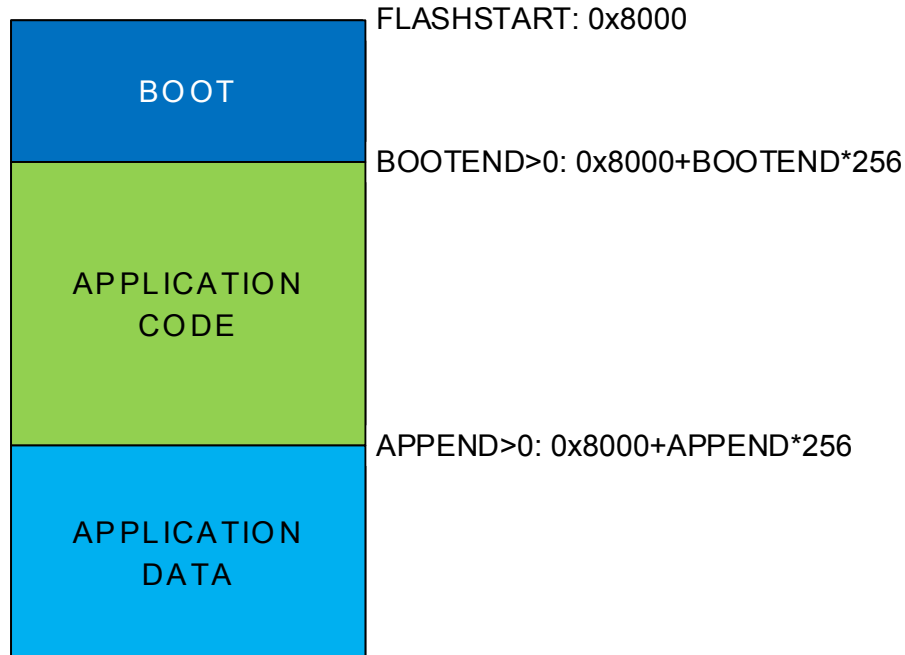 FLASHSTART: 0x8000
BOOT
BOOTEND>0: 0x8000+BOOTEND*256
APPLICATION
CODE
APPEND>0: 0x8000+APPEND*256
APPLICATION
DATA